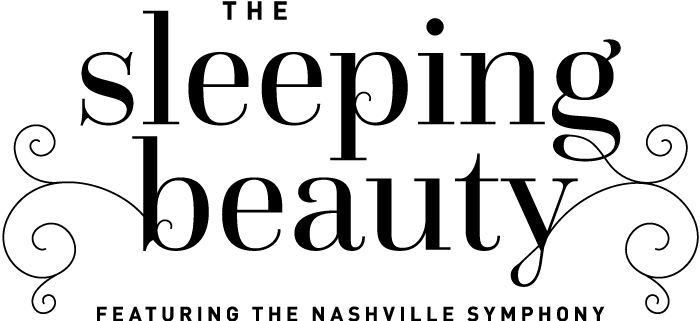 THE
sleeping
beauty
FEATURING THE NASHVILLE SYMPHONY